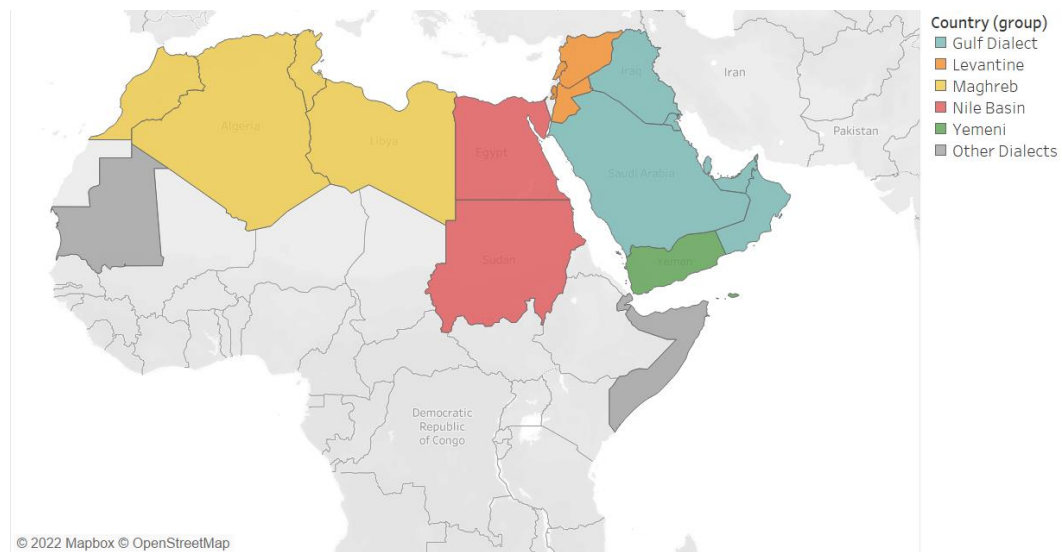 Country (group)
Gulf Dialect
Levantine
Maghreb
Nile Basin
Yemeni
Other Dialects
Iraq
Iran
Pakistan
Algeria
Libya
Egypt
Saudi Arabia
Sudan
Yemen
Democratic
Republic
of Congo
© 2022 Mapbox © OpenStreetMap